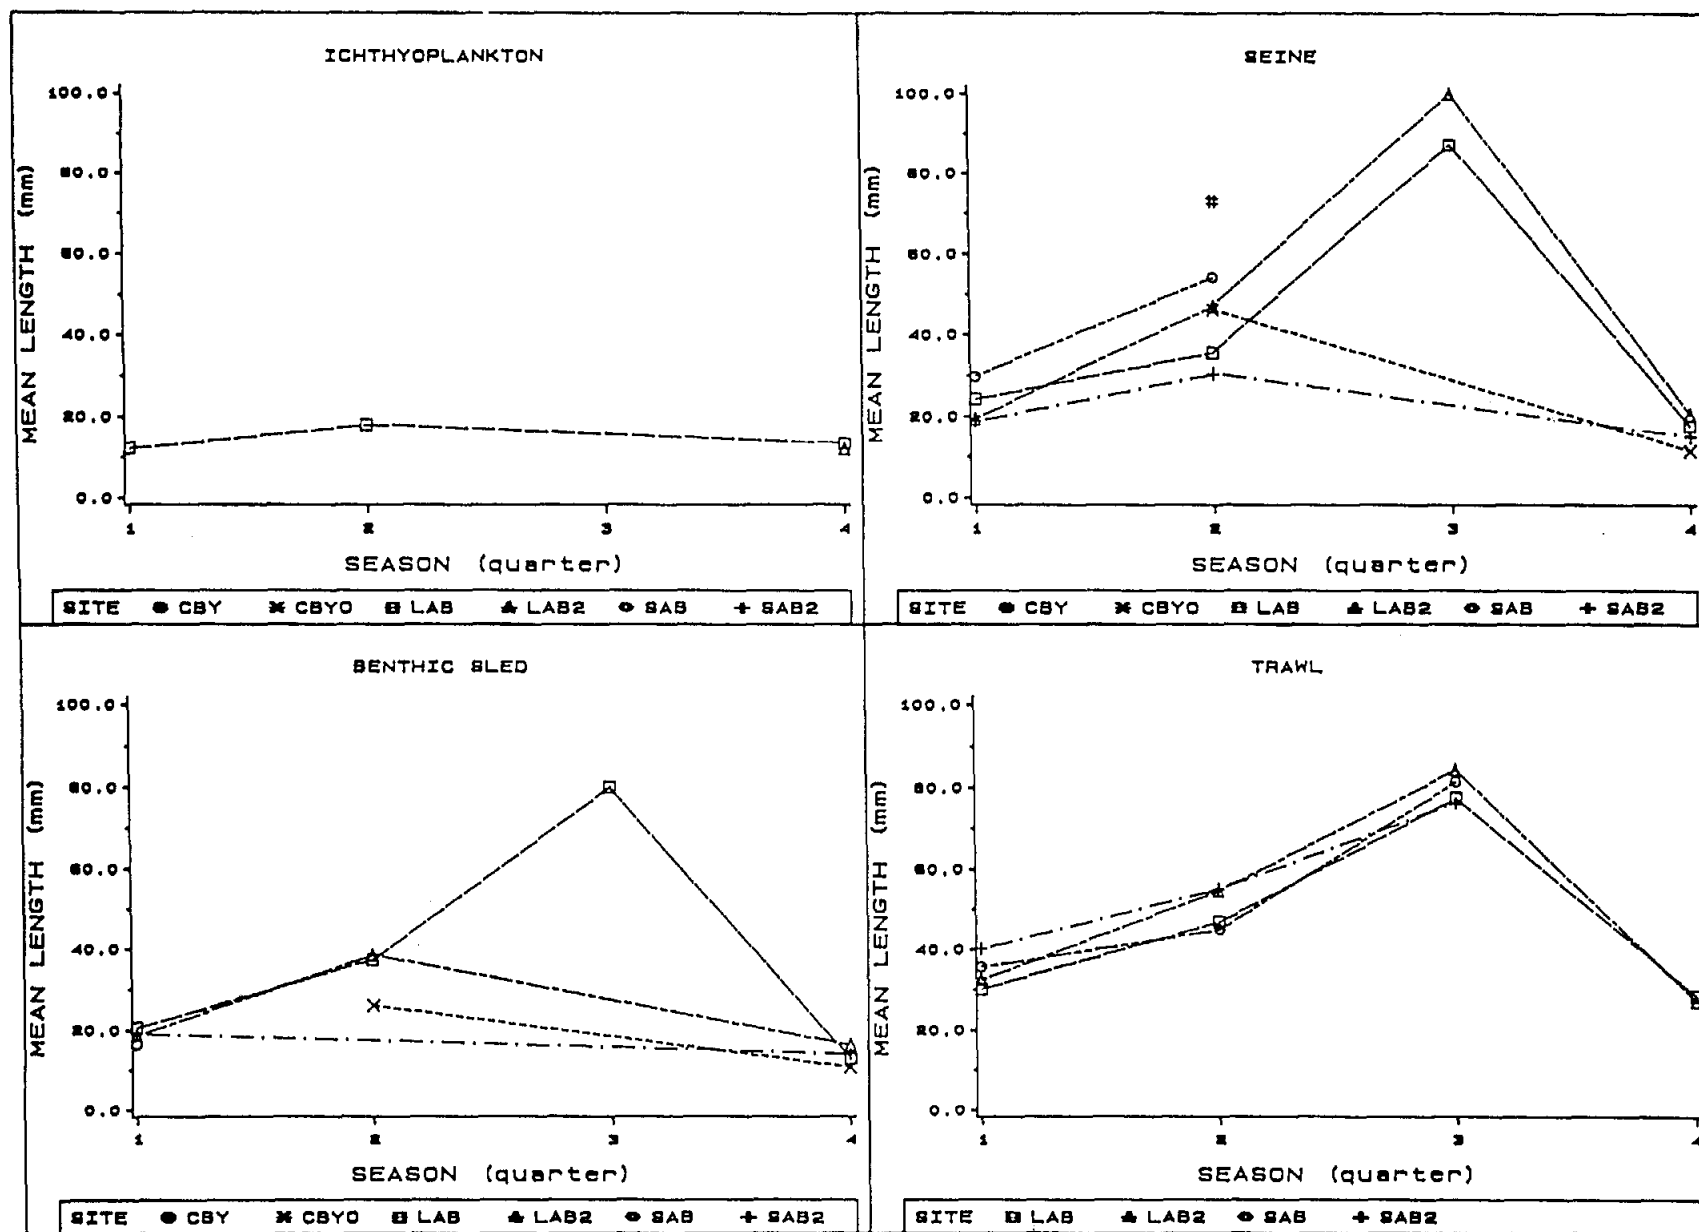 ICHTHYOPLANKTON
MEAN LENGTH (mm)
100.0
80.0
60.0
40.0
20.0
0.0
1 2 3 4
SEASON (quarter)
SITE CBY CBYO LAB LAB2 SAB SAB2
SEINE
MEAN LENGTH (mm)
100.0
80.0
60.0
40.0
20.0
0.0
#
1 2 3 4
SEASON (quarter)
SITE CBY CBYO LAB LAB2 SAB SAB2
BENTHIC SLED
MEAN LENGTH (mm)
100.0
80.0
60.0
40.0
20.0
0.0
1 2 3 4
SEASON (quarter)
SITE CBY CBYO LAB LAB2 SAB SAB2
TRAWL
MEAN LENGTH (mm)
100.0
80.0
60.0
40.0
20.0
0.0
1 2 3 4
SEASON (quarter)
SITE LAB LAB2 SAB SAB2